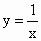 y = 1/x